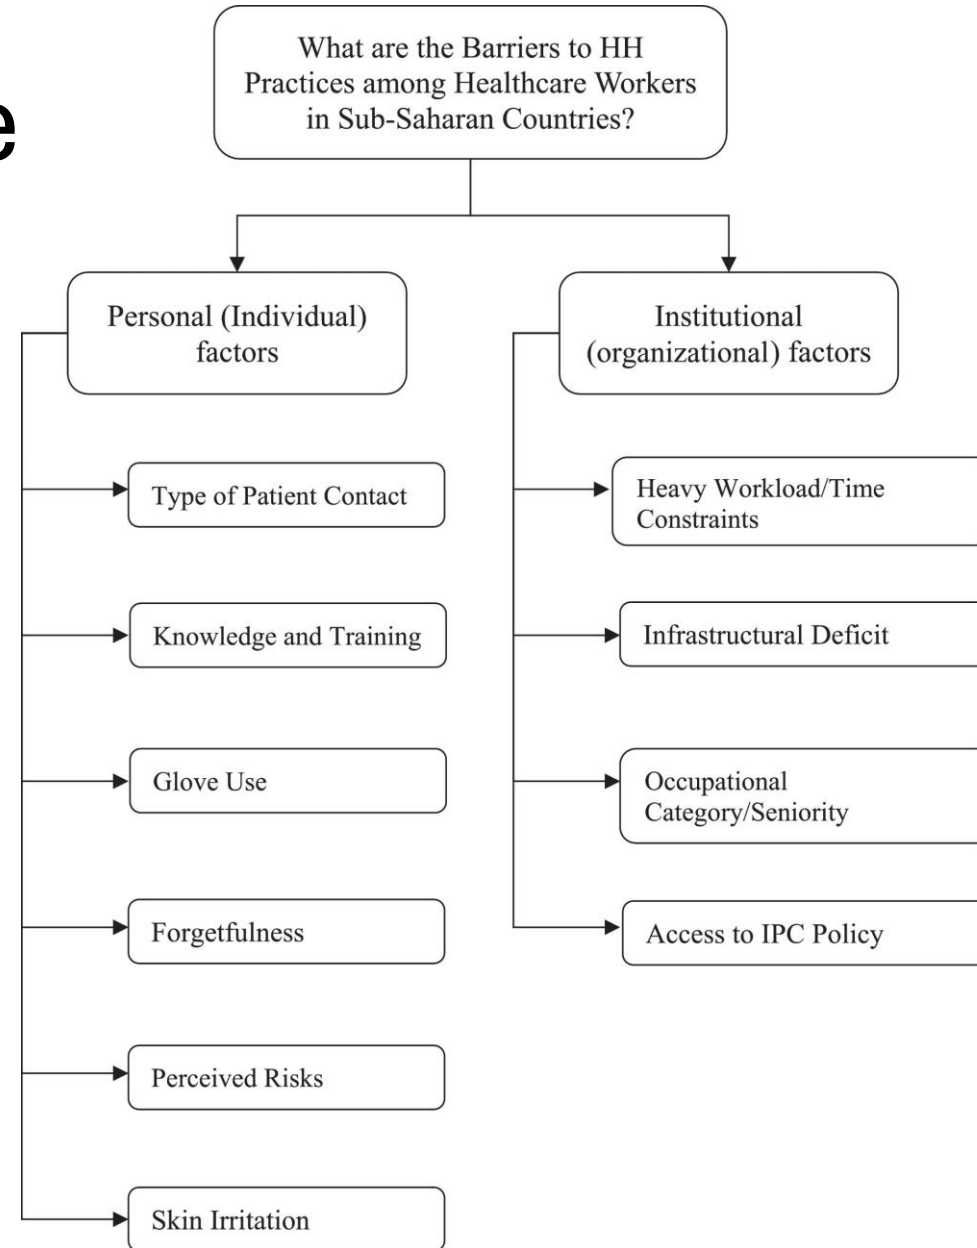 e
What are the Barriers to HH
Practices among Healthcare Workers
in Sub-Saharan Countries?
Personal (Individual)
factors
Institutional
(organizational) factors
Type of Patient Contact
Heavy Workload/Time
Constraints
Knowledge and Training
Infrastructural Deficit
Glove Use
Occupational
Category/Seniority
Forgetfulness
Access to IPC Policy
Perceived Risks
Skin Irritation